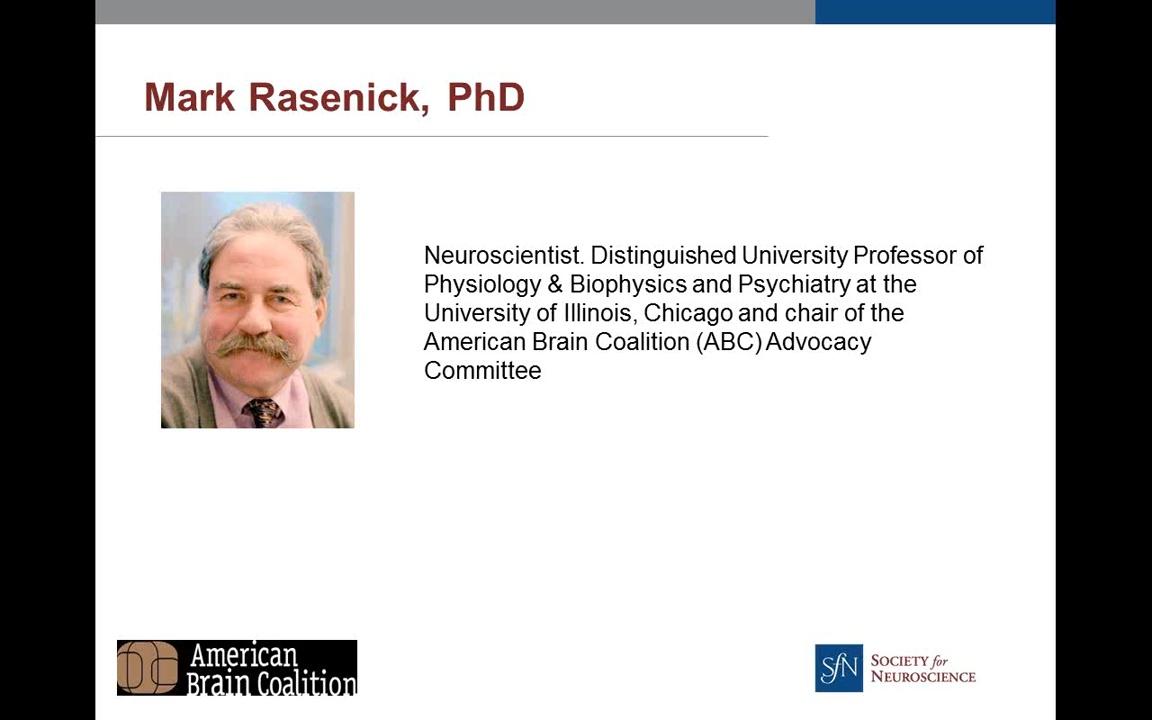 Mark Rasenick, PhD
Neuroscientist. Distinguished University Professor of
Physiology & Biophysics and Psychiatry at the
University of Illinois, Chicago and chair of the
American Brain Coalition (ABC) Advocacy
Committee
American
Brain Coalition
SfN
SOCIETY for
NEUROSCIENCE